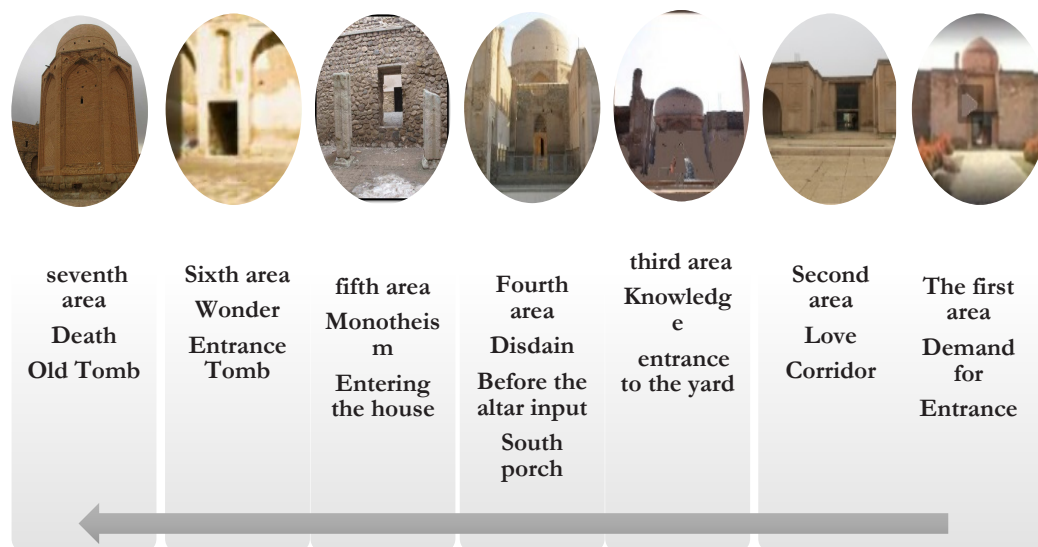 seventh
area
Death
Old Tomb
Sixth area
Wonder
Entrance
Tomb
fifth area
Monotheis
m
Entering
the house
Fourth
area
Disdain
Before the
altar input
South
porch
third area
Knowledg
e
entrance
to the yard
Second
area
Love
Corridor
The first
area
Demand
for
Entrance